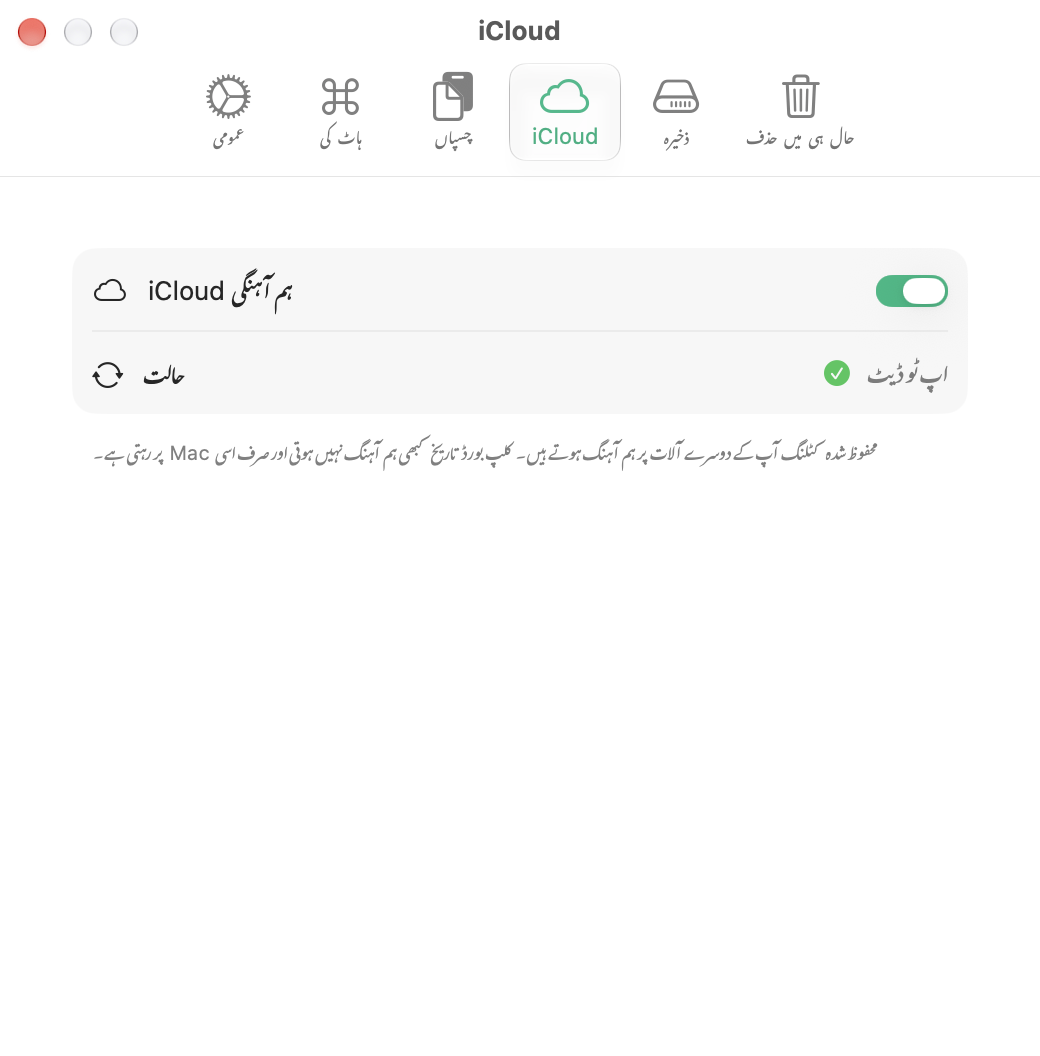 iCloud
عمومی
ہاٹ کی
چسپاں
iCloud
ذخیرہ
حال ہی میں حذف
iCloud ہم آہنگی
حالت
اپ ٹو ڈیٹ
محفوظ شدہ کٹلنگ آپ کے دوسرے آلات پر ہم آہنگ ہوتے ہیں۔ کلپ بورڈ تاریخ کبھی ہم آہنگ نہیں ہوتی اور صرف اسی Mac پر رہتی ہے۔